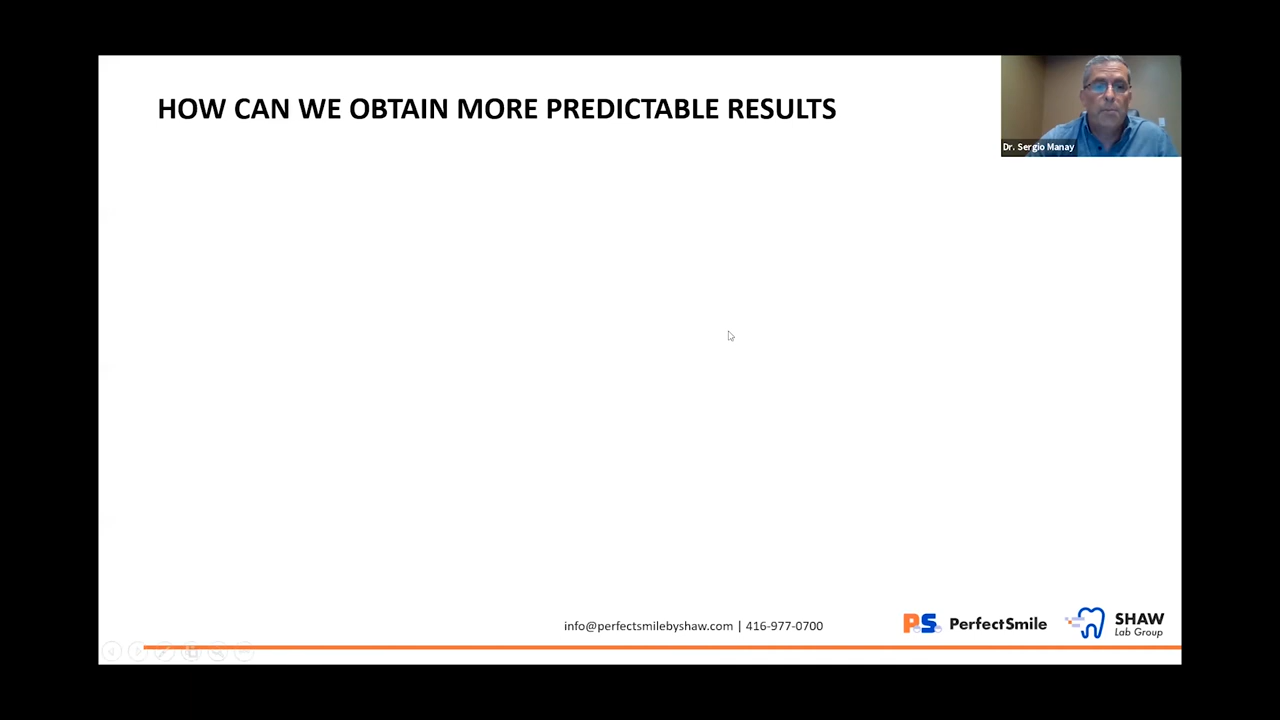 HOW CAN WE OBTAIN MORE PREDICTABLE RESULTS
Dr. Sergio Manay
info@perfectsmilebyshaw.com | 416-977-0700
PS PerfectSmile
SHAW
Lab Group